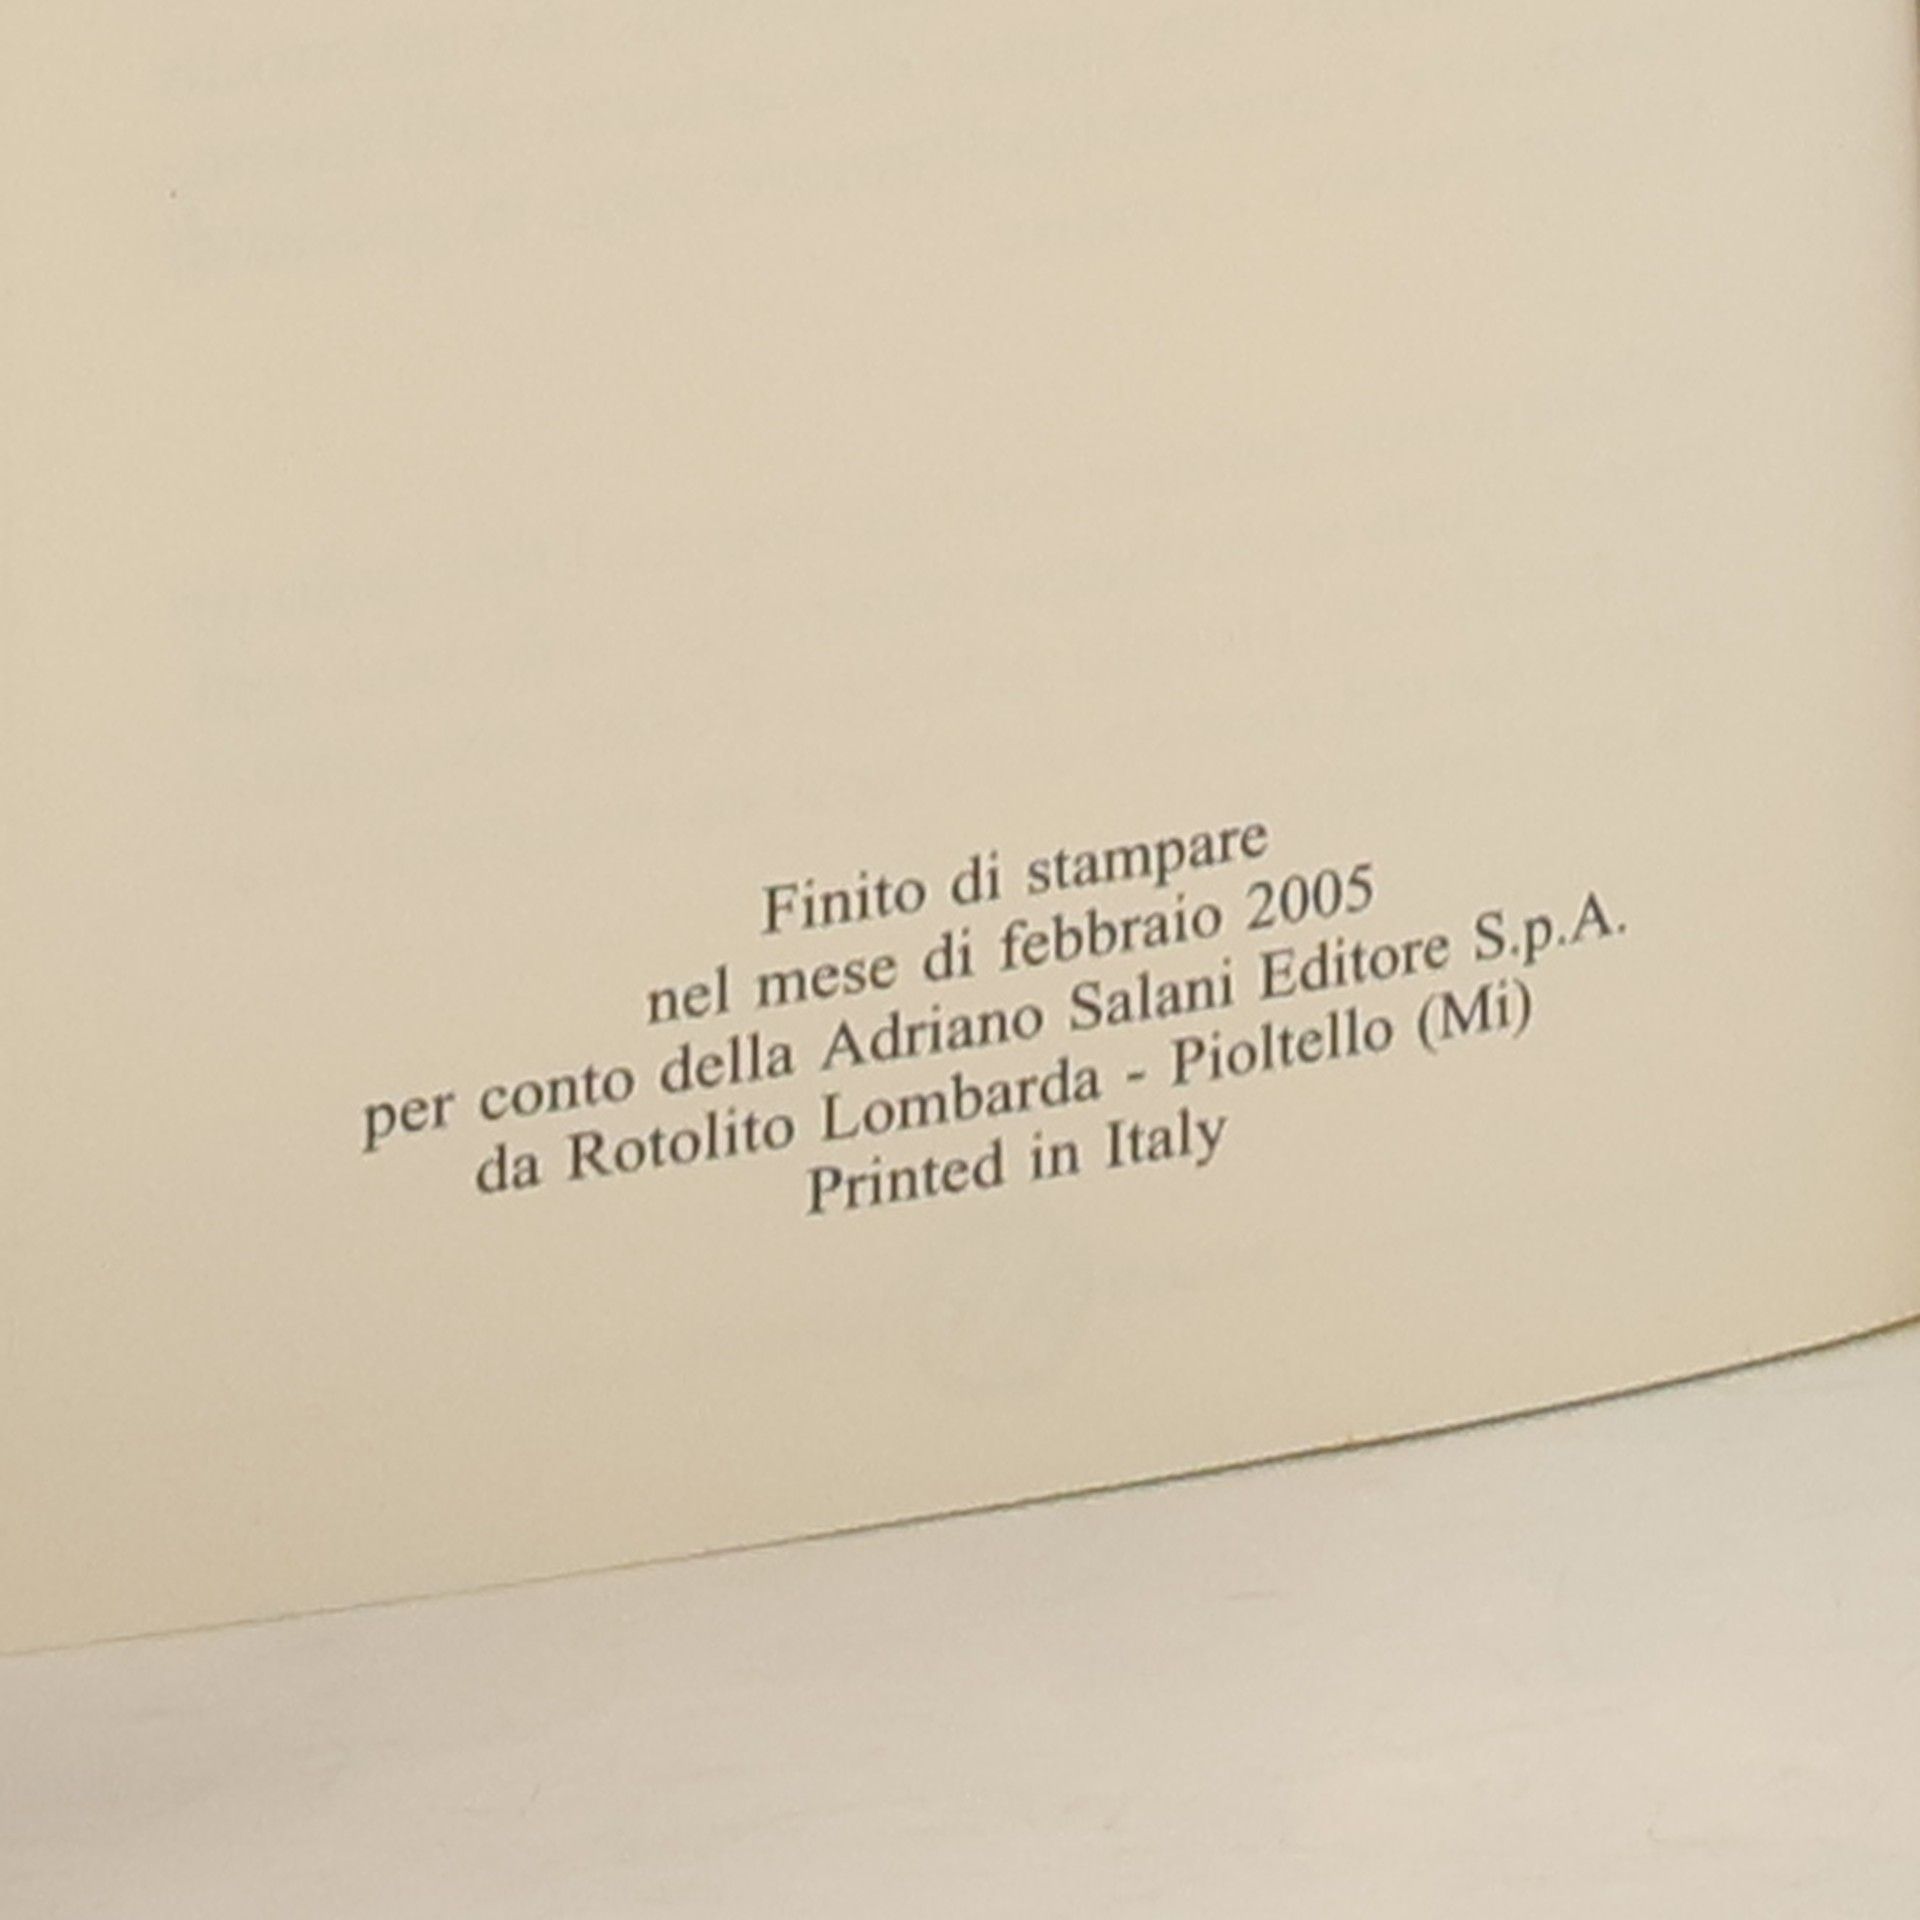 Finito di stampare
nel mese di febbraio 2005
per conto della Adriano Salani Editore S.p.A.
da Rotolito Lombarda - Pioltello (Mi)
Printed in Italy